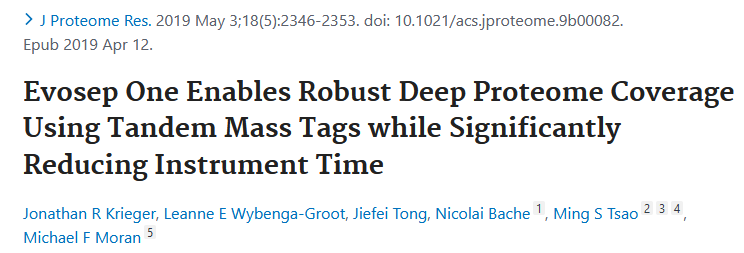 > J Proteome Res. 2019 May 3;18(5):2346-2353. doi: 10.1021/acs.jproteome.9b00082.
Epub 2019 Apr 12.
Evosep One Enables Robust Deep Proteome Coverage
Using Tandem Mass Tags while Significantly
Reducing Instrument Time
Jonathan R Krieger, Leanne E Wybenga-Groot, Jiefei Tong, Nicolai Bache 1, Ming S Tsao 2 3 4,
Michael F Moran 5